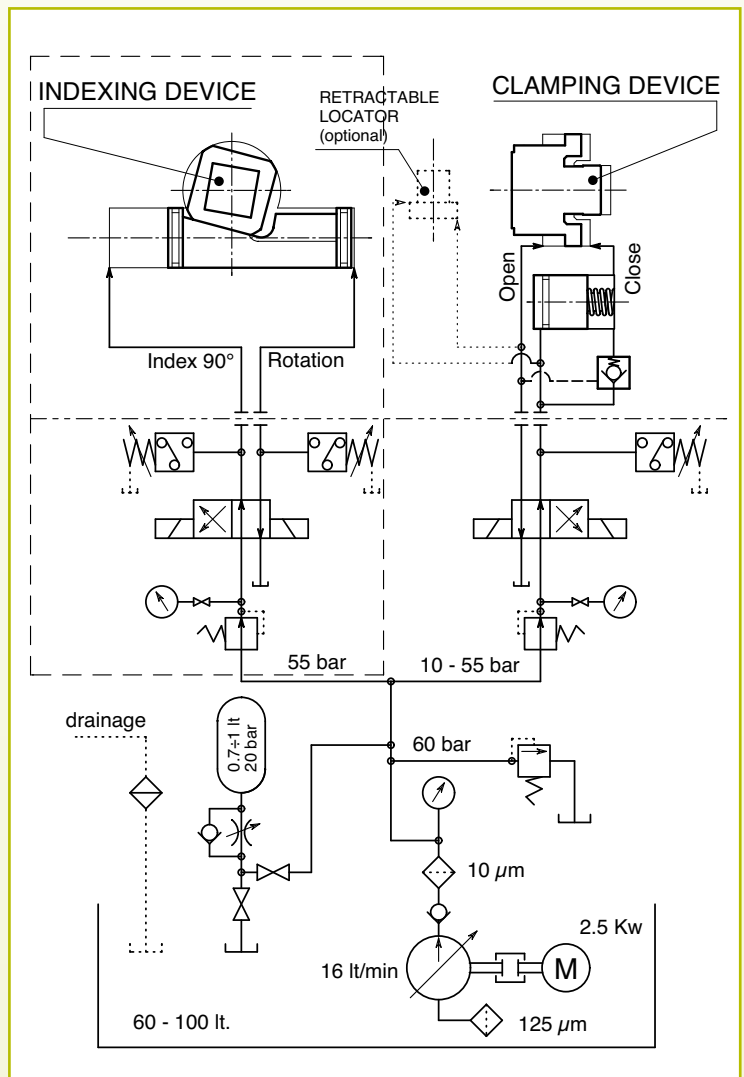 INDEXING DEVICE
RETRACTABLE
LOCATOR
(optional)
CLAMPING DEVICE
Open
Close
Index 90°
Rotation
55 bar
10 - 55 bar
drainage
0.7÷1 lt
20 bar
60 bar
10 µm
2.5 Kw
16 lt/min
M
60 - 100 lt.
125 µm